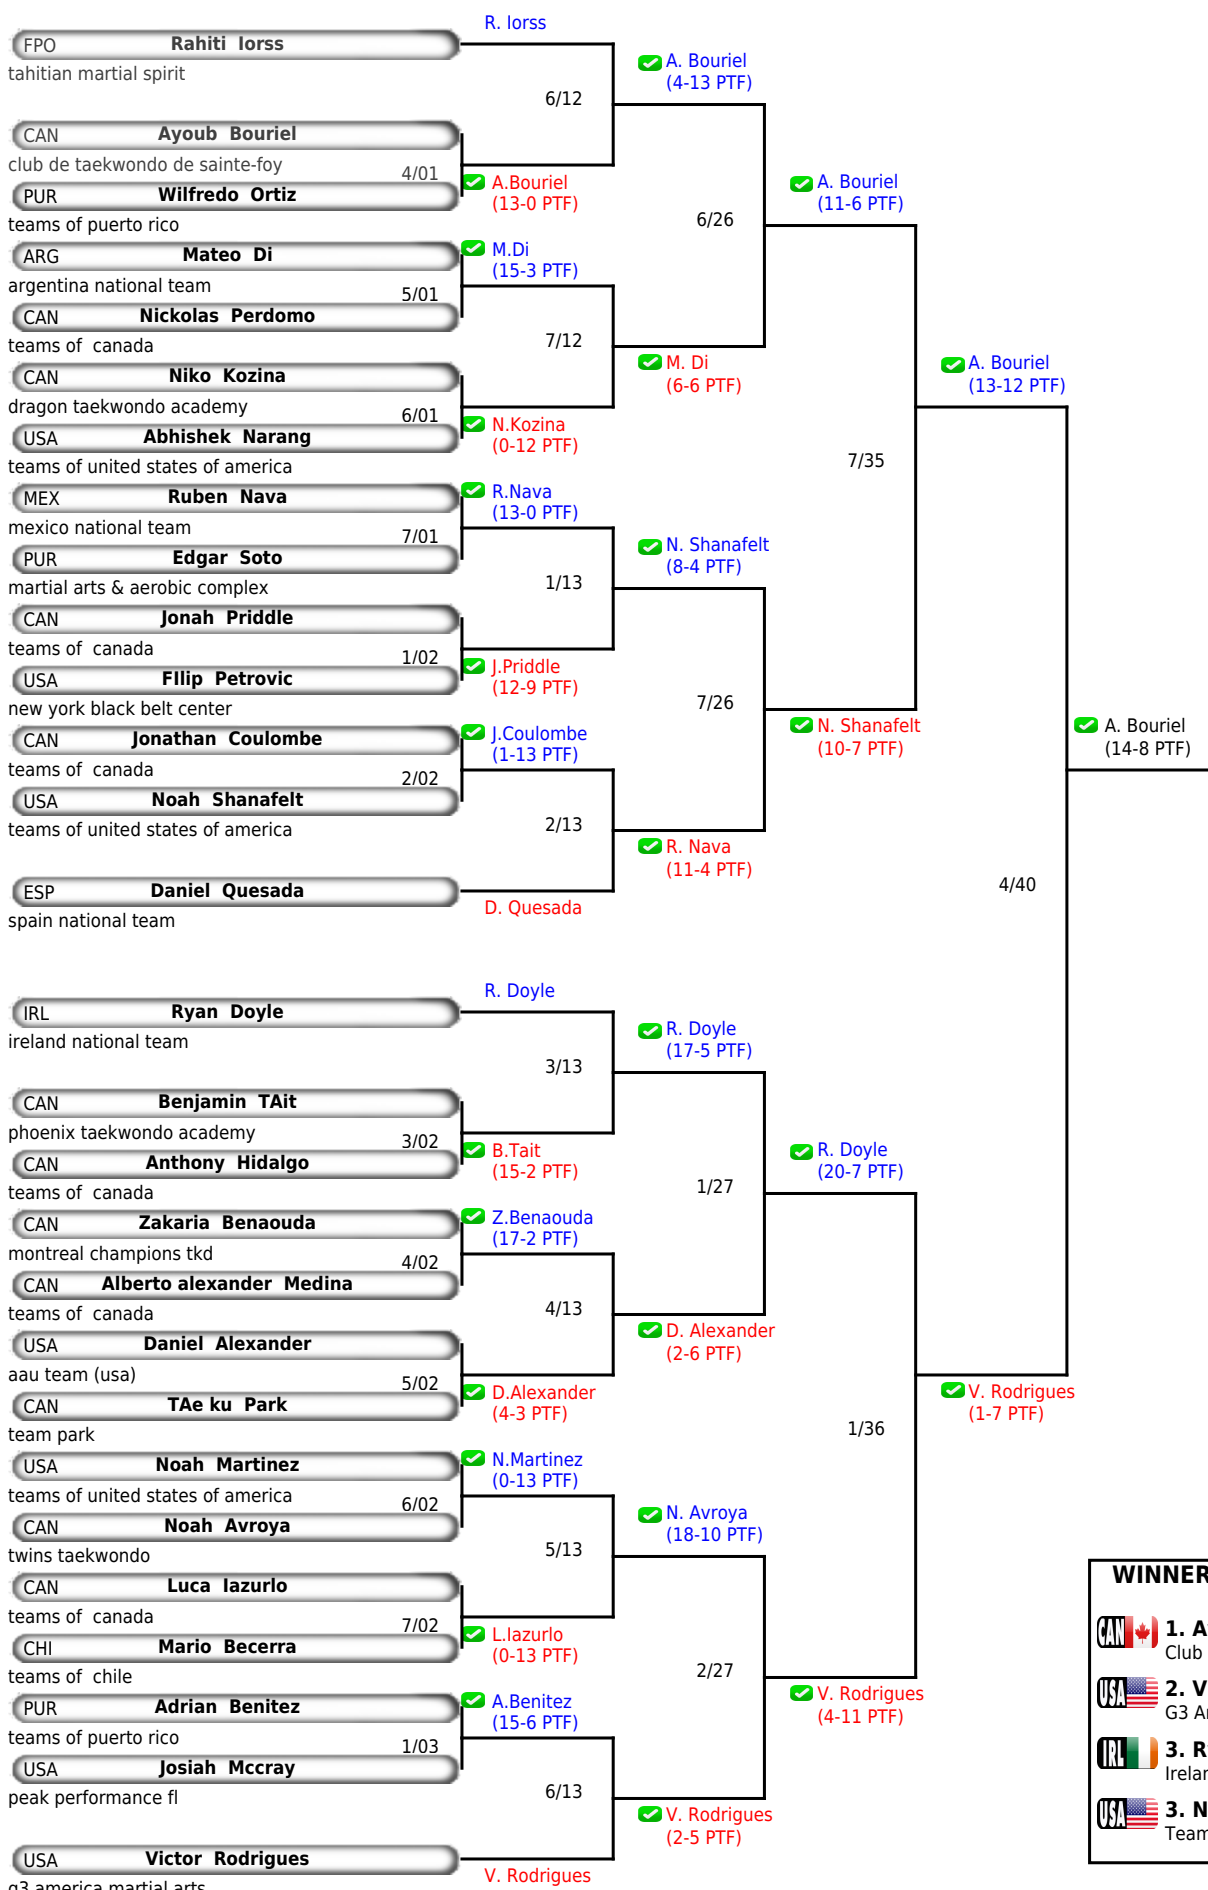 R. Iorss
FPO Rahiti Iorss
tahitian martial spirit
A. Bouriel
(4-13 PTF)
6/12
CAN Ayoub Bouriel
club de taekwondo de sainte-foy
4/01
A.Bouriel
(13-0 PTF)
PUR Wilfredo Ortiz
teams of puerto rico
A. Bouriel
(11-6 PTF)
6/26
ARG Mateo Di
argentina national team
M.Di
(15-3 PTF)
5/01
CAN Nickolas Perdomo
teams of canada
7/12
M. Di
(6-6 PTF)
A. Bouriel
(13-12 PTF)
CAN Niko Kozina
dragon taekwondo academy
6/01
N.Kozina
(0-12 PTF)
USA Abhishek Narang
teams of united states of america
7/35
MEX Ruben Nava
mexico national team
R.Nava
(13-0 PTF)
7/01
PUR Edgar Soto
martial arts & aerobic complex
N. Shanafelt
(8-4 PTF)
1/13
CAN Jonah Priddle
teams of canada
1/02
J.Priddle
(12-9 PTF)
USA FIlip Petrovic
new york black belt center
7/26
N. Shanafelt
(10-7 PTF)
A. Bouriel
(14-8 PTF)
CAN Jonathan Coulombe
teams of canada
J.Coulombe
(1-13 PTF)
2/02
USA Noah Shanafelt
teams of united states of america
2/13
R. Nava
(11-4 PTF)
ESP Daniel Quesada
spain national team
D. Quesada
4/40
R. Doyle
IRL Ryan Doyle
ireland national team
R. Doyle
(17-5 PTF)
3/13
CAN Benjamin TAit
phoenix taekwondo academy
3/02
B.Tait
(15-2 PTF)
CAN Anthony Hidalgo
teams of canada
R. Doyle
(20-7 PTF)
1/27
CAN Zakaria Benaouda
montreal champions tkd
Z.Benaouda
(17-2 PTF)
4/02
CAN Alberto alexander Medina
teams of canada
4/13
D. Alexander
(2-6 PTF)
USA Daniel Alexander
aau team (usa)
5/02
D.Alexander
(4-3 PTF)
CAN TAe ku Park
team park
V. Rodrigues
(1-7 PTF)
1/36
USA Noah Martinez
teams of united states of america
N.Martinez
(0-13 PTF)
6/02
CAN Noah Avroya
twins taekwondo
N. Avroya
(18-10 PTF)
5/13
CAN Luca Iazurlo
teams of canada
7/02
L.Iazurlo
(0-13 PTF)
CHI Mario Becerra
teams of chile
2/27
V. Rodrigues
(4-11 PTF)
PUR Adrian Benitez
teams of puerto rico
A.Benitez
(15-6 PTF)
1/03
USA Josiah Mccray
peak performance fl
6/13
V. Rodrigues
(2-5 PTF)
USA Victor Rodrigues
g3 america martial arts
V. Rodrigues
WINNER
CAN 1. A
Club
USA 2. V
G3 A
IRL 3. R
Irelan
USA 3. N
Team